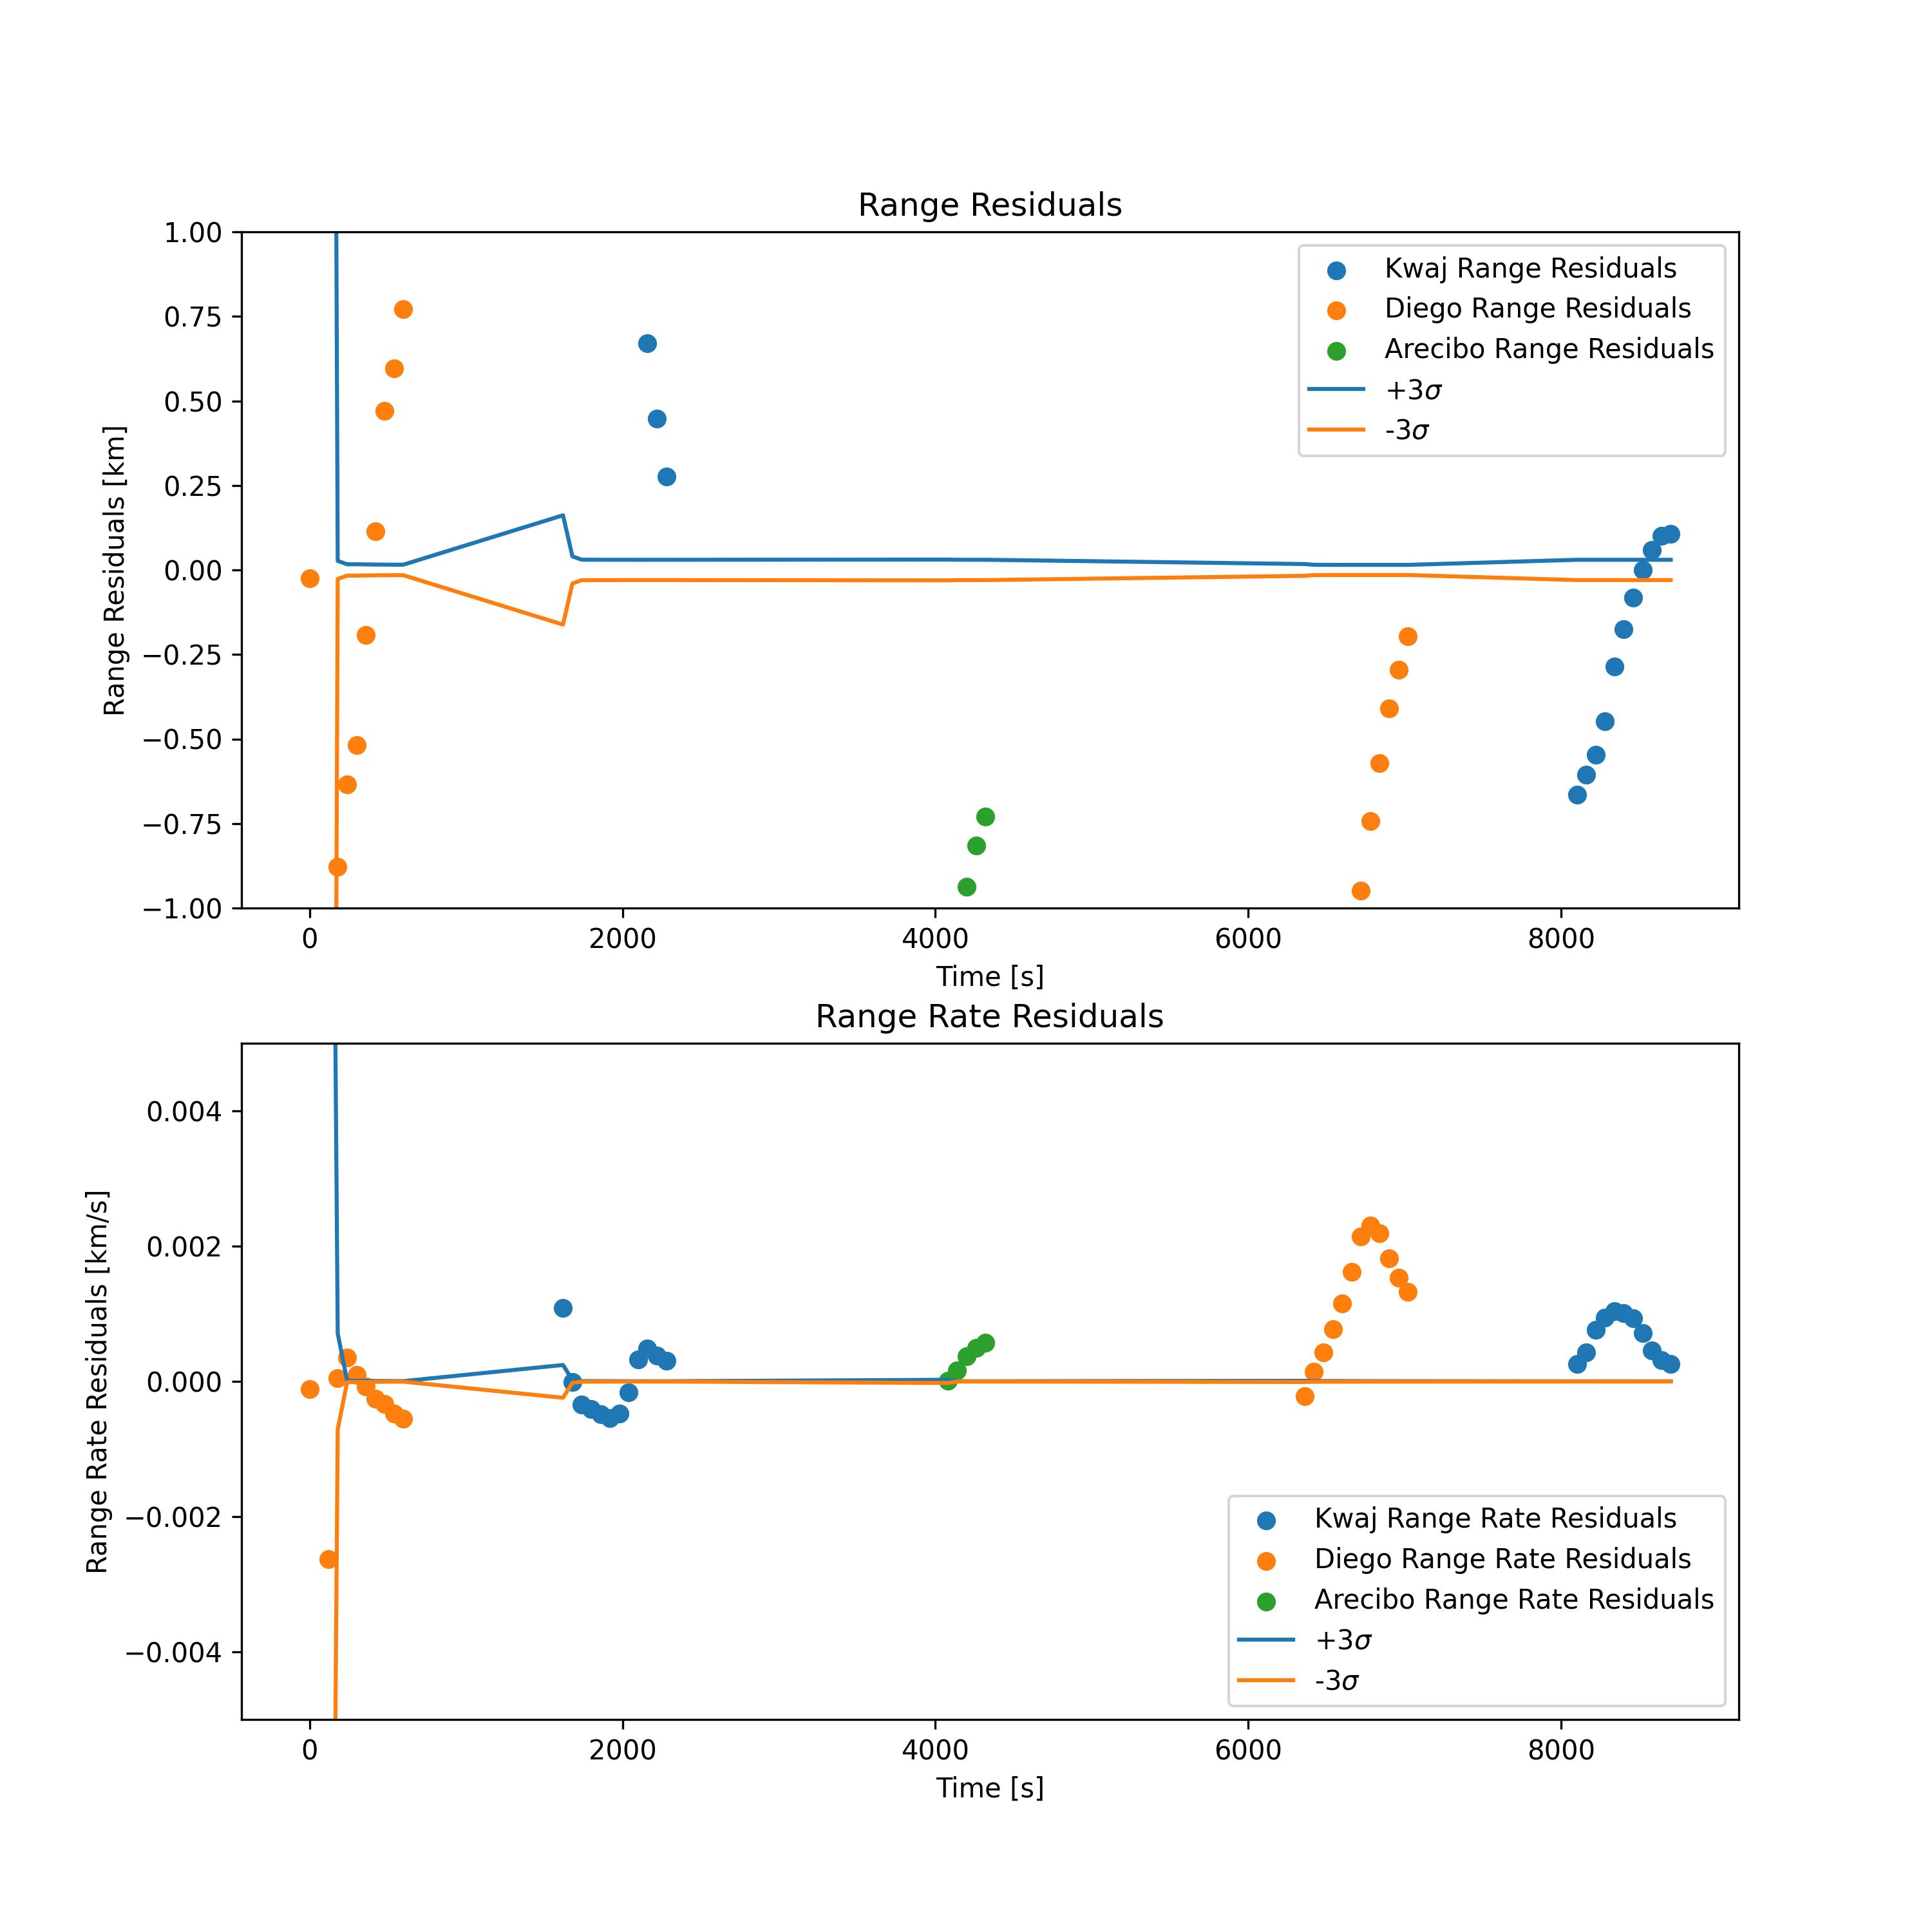 Range Residuals
1.00
0.75
0.50
0.25
0.00
−0.25
−0.50
−0.75
−1.00
Range Residuals [km]
Kwaj Range Residuals
Diego Range Residuals
Arecibo Range Residuals
+3σ
-3σ
0 2000 4000 6000 8000
Time [s]
Range Rate Residuals
0.004
0.002
0.000
−0.002
−0.004
Range Rate Residuals [km/s]
Kwaj Range Rate Residuals
Diego Range Rate Residuals
Arecibo Range Rate Residuals
+3σ
-3σ
0 2000 4000 6000 8000
Time [s]